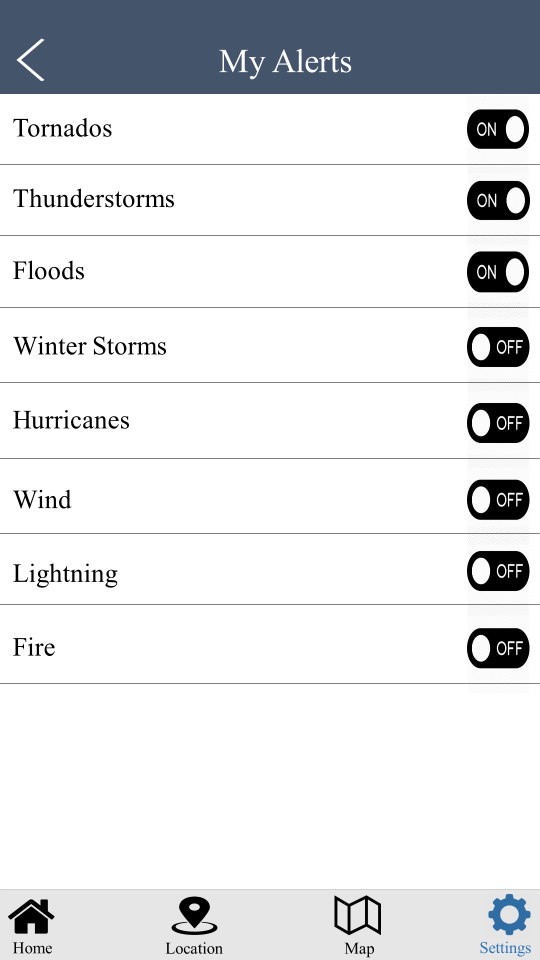 My Alerts
Tornados ON
Thunderstorms ON
Floods ON
Winter Storms OFF
Hurricanes OFF
Wind OFF
Lightning OFF
Fire OFF
Home Location Map Settings